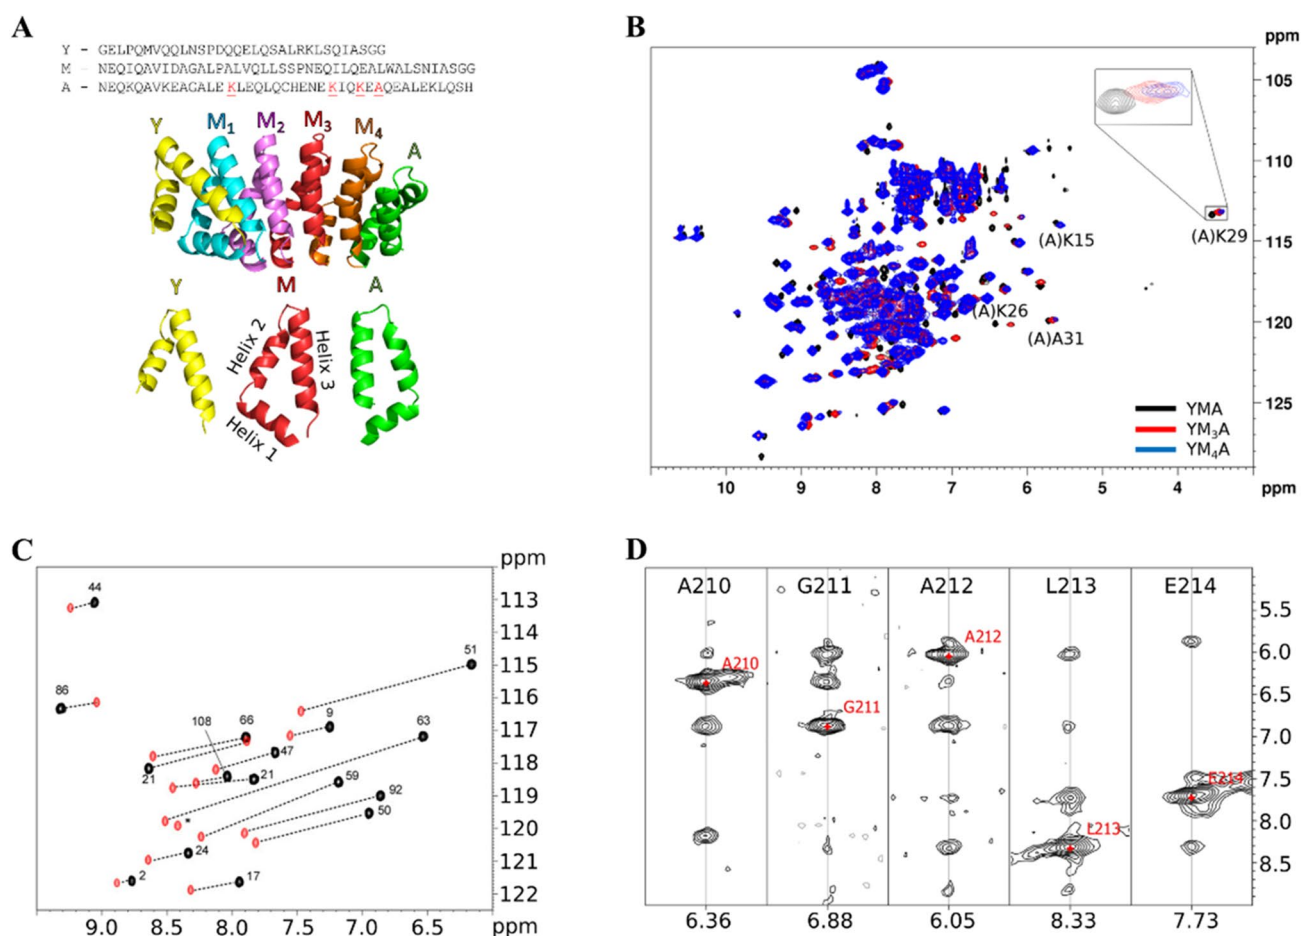 A
Y - GELPQMVQQLNSPDQQELQSALRKLSQIASGG
M - NEQIQAVIDAGALPALVQLLSSPNEQILQEALWALSNIASGG
A - NEQKQAVKEAGALEKLEQLQCHENEKIQKEAQEALEKLQSH
Y M1 M2 M3 M4 A
Y M A
Helix 2
Helix 3
Helix 1
B
ppm
105
110
115
120
125
(A)K15
(A)K29
(A)K26
(A)A31
YMA
YM3A
YM4A
10 9 8 7 6 5 4 ppm
C
ppm
113
114
115
116
117
118
119
120
121
122
44
51
86
108
66
9
63
47
21
21
59
92
50
*
24
2
17
9.0 8.5 8.0 7.5 7.0 6.5 ppm
D
A210 G211 A212 L213 E214
A210
G211
A212
L213
E214
5.5
6.0
6.5
7.0
7.5
8.0
8.5
6.36 6.88 6.05 8.33 7.73